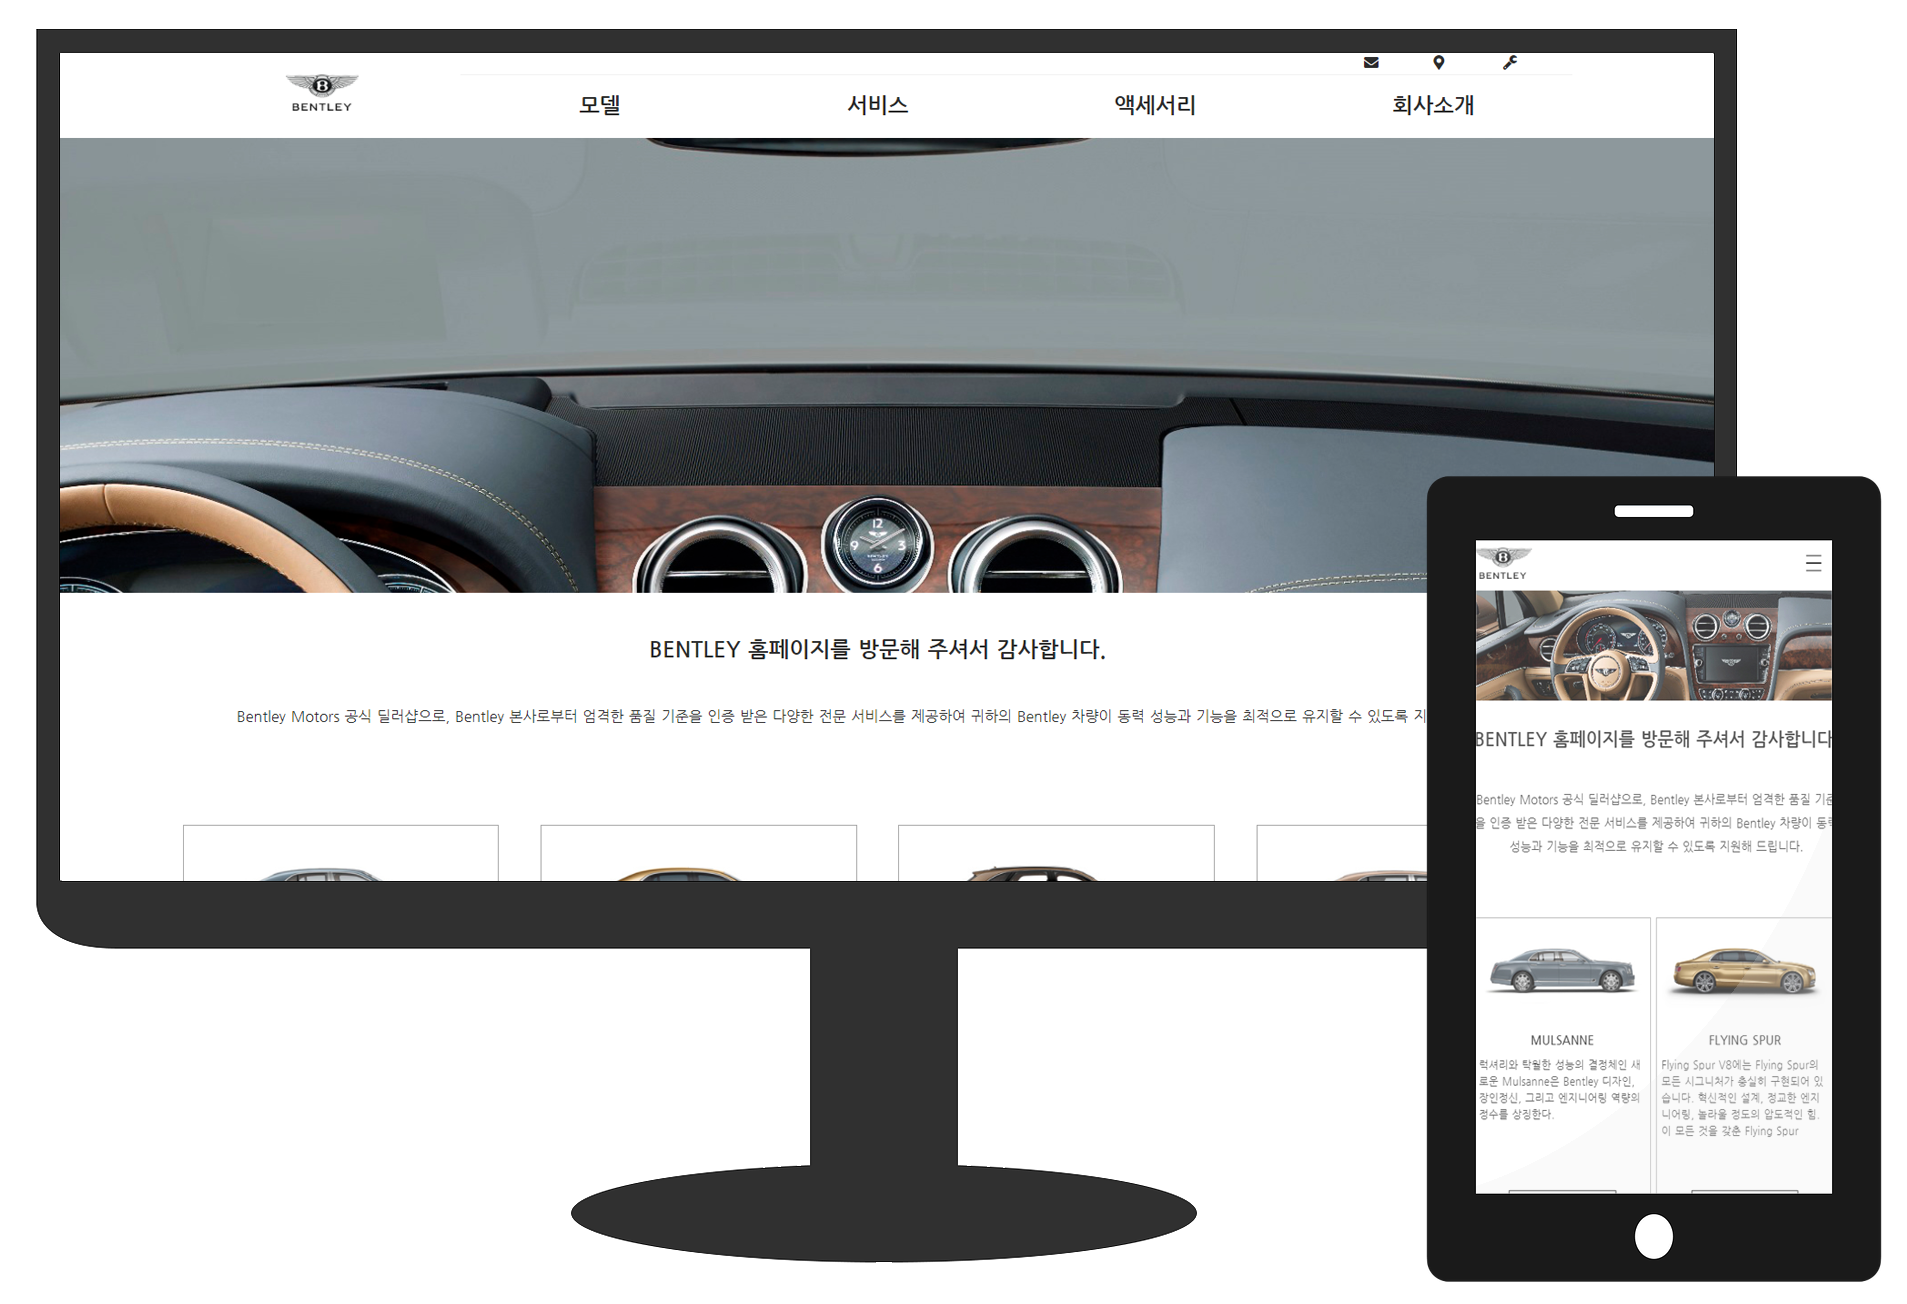 BENTLEY
모델 서비스 액세서리 회사소개
12
9 3
6
BENTLEY 홈페이지를 방문해 주셔서 감사합니다.
Bentley Motors 공식 딜러샵으로, Bentley 본사로부터 엄격한 품질 기준을 인증 받은 다양한 전문 서비스를 제공하여 귀하의 Bentley 차량이 동력 성능과 기능을 최적으로 유지할 수 있도록 지
BENTLEY
BENTLEY 홈페이지를 방문해 주셔서 감사합니다
Bentley Motors 공식 딜러샵으로, Bentley 본사로부터 엄격한 품질 기준
을 인증 받은 다양한 전문 서비스를 제공하여 귀하의 Bentley 차량이 동력
성능과 기능을 최적으로 유지할 수 있도록 지원해 드립니다.
MULSANNE
럭셔리와 탁월한 성능의 결정체인 새
로운 Mulsanne은 Bentley 디자인,
장인정신, 그리고 엔지니어링 역량의
정수를 상징한다.
FLYING SPUR
Flying Spur V8에는 Flying Spur의
모든 시그니처가 충실히 구현되어 있
습니다. 혁신적인 설계, 정교한 엔지
니어링, 놀라울 정도의 압도적인 힘.
이 모든 것을 갖춘 Flying Spur